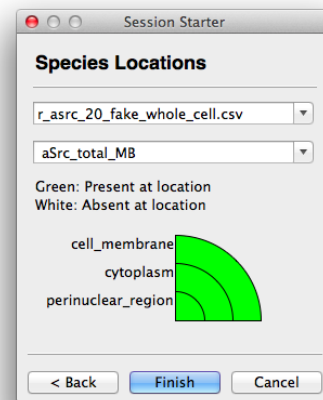 Session Starter
Species Locations
r_asrc_20_fake_whole_cell.csv
aSrc_total_MB
Green: Present at location
White: Absent at location
cell_membrane
cytoplasm
perinuclear_region
< Back Finish Cancel